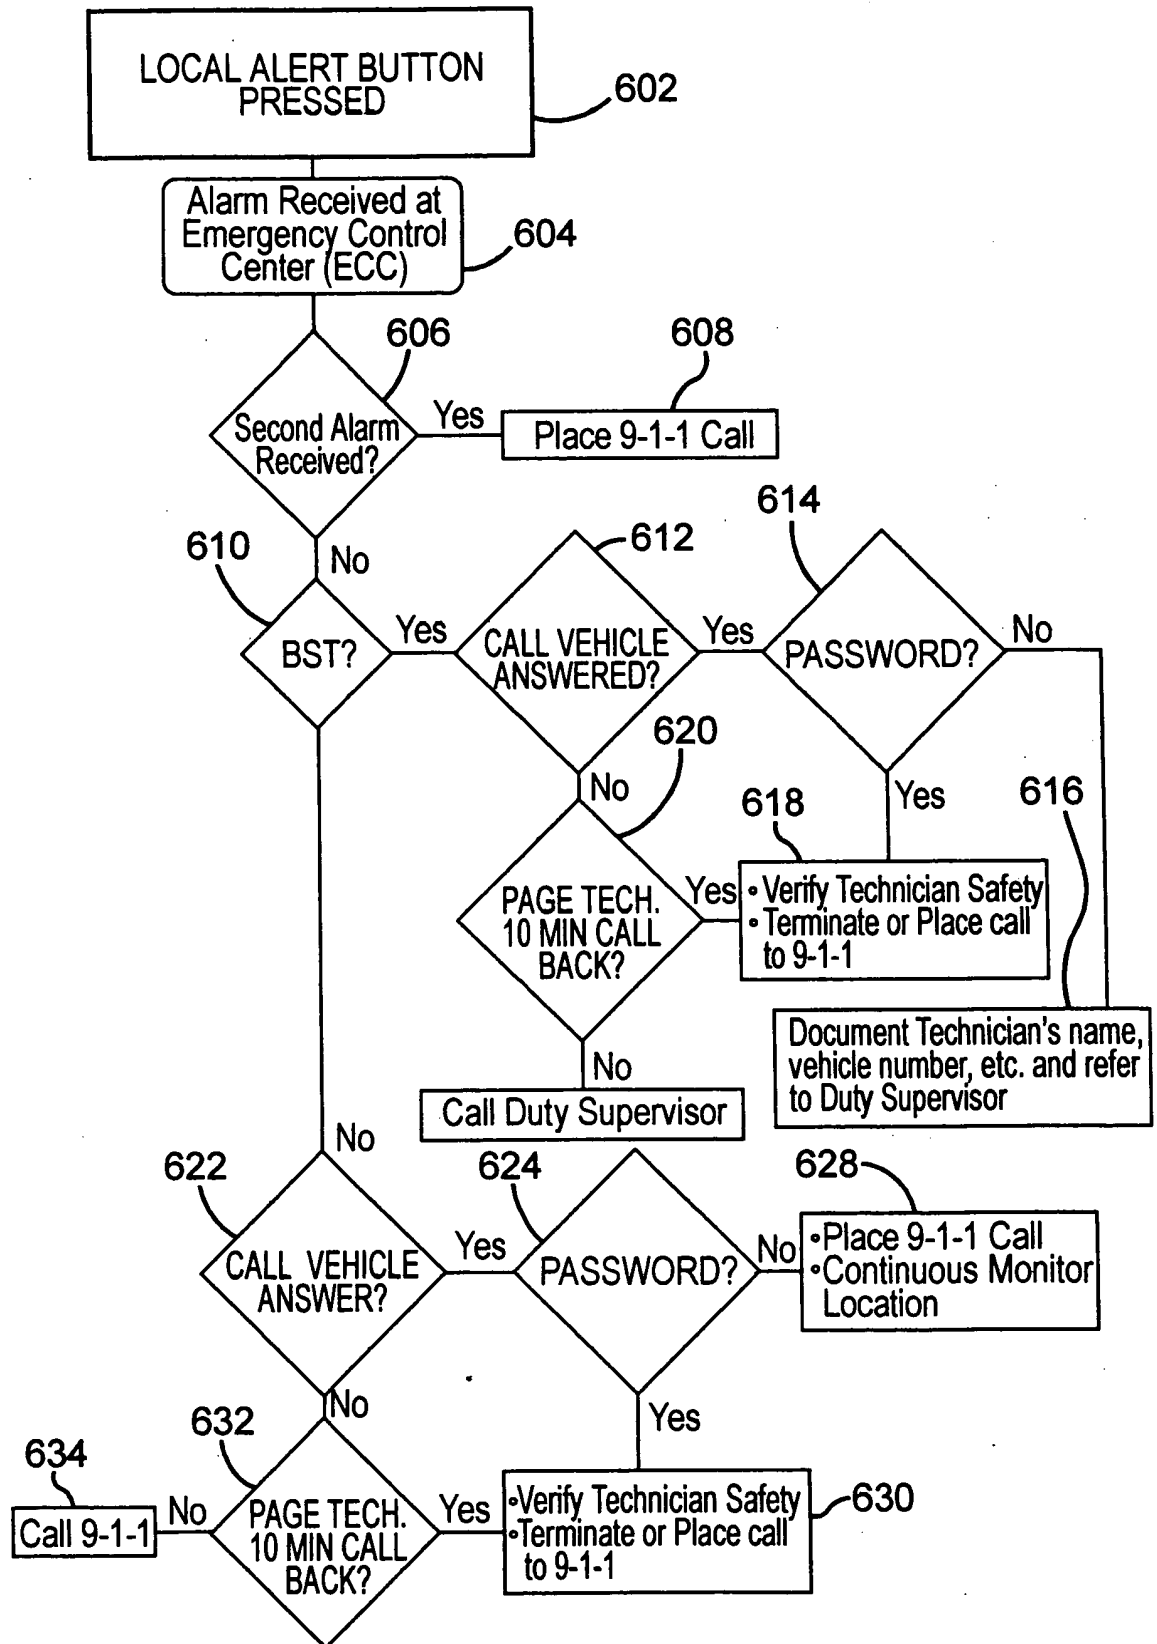 LOCAL ALERT BUTTON
PRESSED
602
Alarm Received at
Emergency Control
Center (ECC)
604
606
608
Second Alarm
Received?
Yes
Place 9-1-1 Call
No
610
612
614
BST?
Yes
CALL VEHICLE
ANSWERED?
Yes
PASSWORD?
No
620
No
Yes
618
616
PAGE TECH.
10 MIN CALL
BACK?
Yes
•Verify Technician Safety
•Terminate or Place call
to 9-1-1
Document Technician's name,
vehicle number, etc. and refer
to Duty Supervisor
No
Call Duty Supervisor
No
622
624
628
CALL VEHICLE
ANSWER?
Yes
PASSWORD?
No
•Place 9-1-1 Call
•Continuous Monitor
Location
No
Yes
632
634
Call 9-1-1
No
PAGE TECH.
10 MIN CALL
BACK?
Yes
•Verify Technician Safety
•Terminate or Place call
to 9-1-1
630